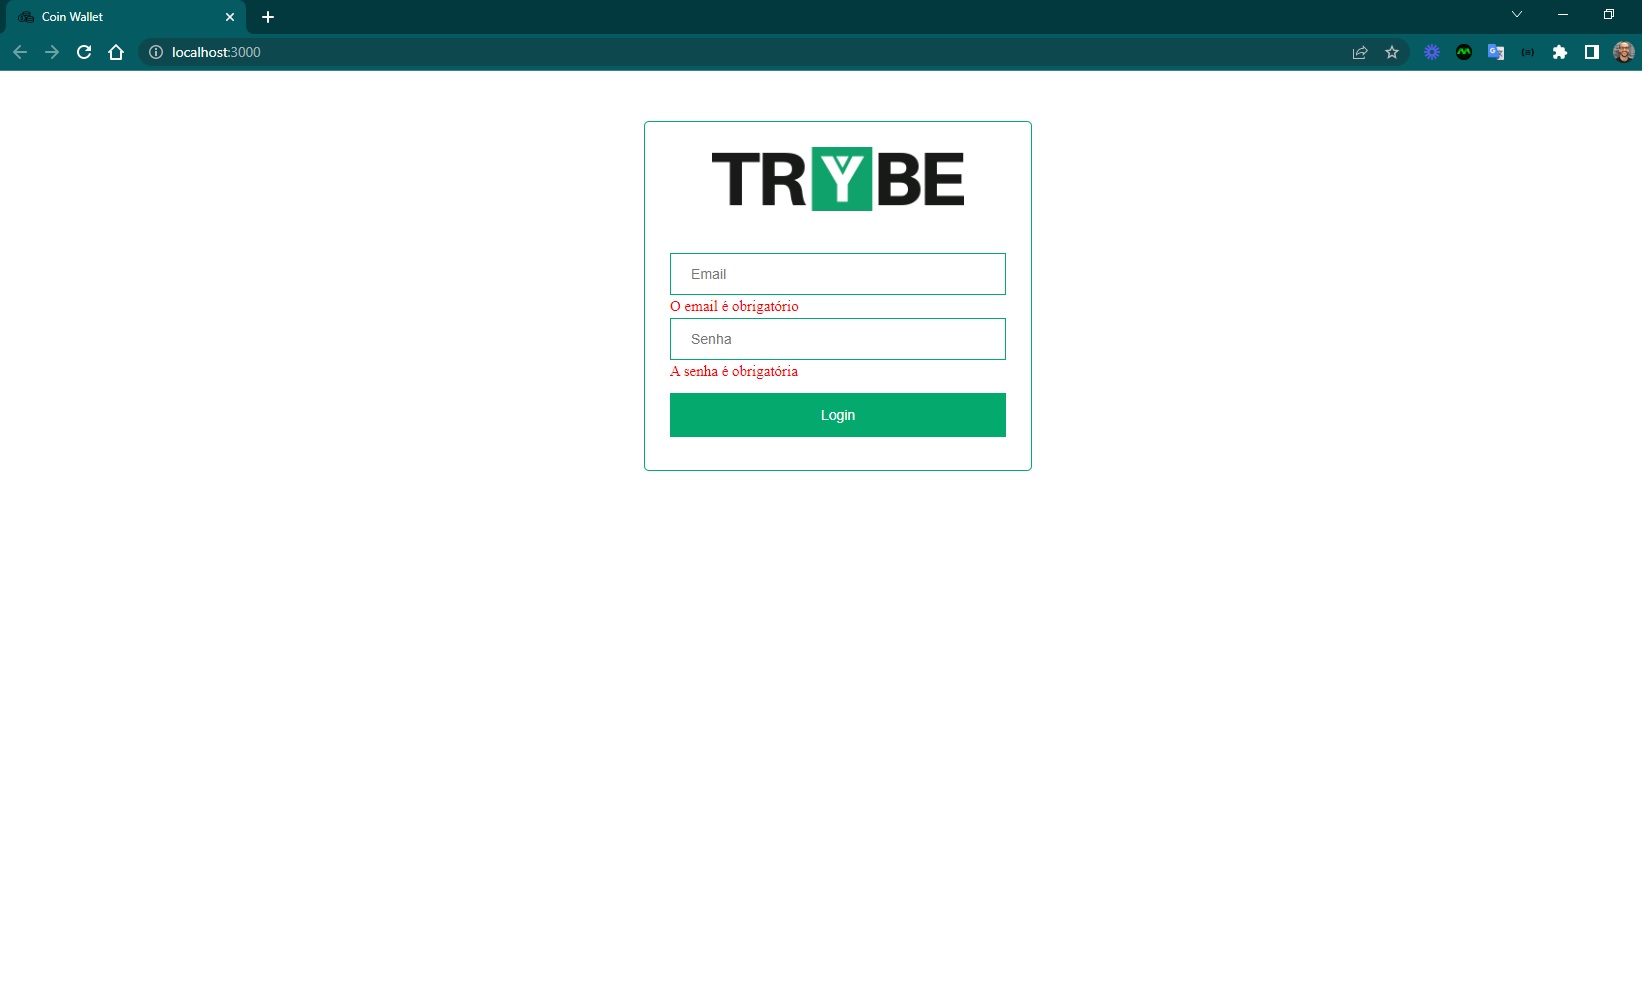 Coin Wallet
localhost:3000
TRYBE
Email
O email é obrigatório
Senha
A senha é obrigatória
Login